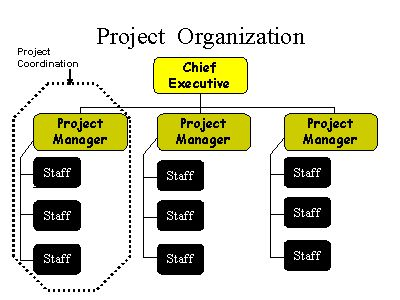 Project Organization
Project
Coordination
Chief
Executive
Project
Manager
Project
Manager
Project
Manager
Staff
Staff
Staff
Staff
Staff
Staff
Staff
Staff
Staff